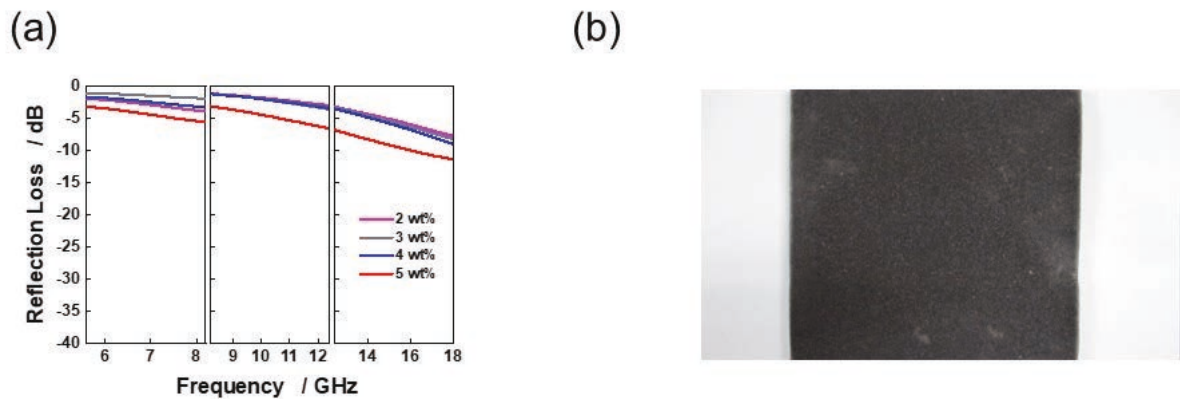 (a)
(b)
Reflection Loss / dB
0
-5
-10
-15
-20
-25
-30
-35
-40
2 wt%
3 wt%
4 wt%
5 wt%
6 7 8 9 10 11 12 14 16 18
Frequency / GHz